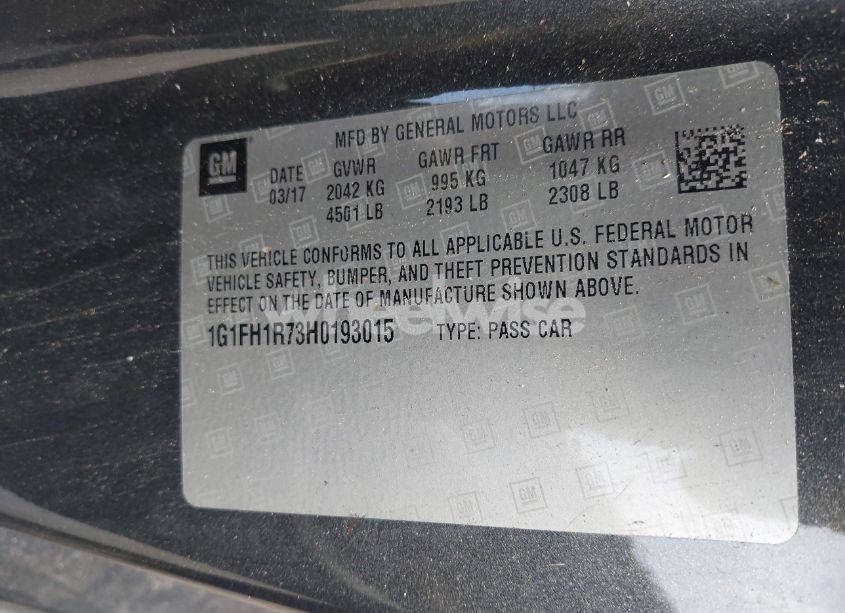 GM
MFD BY GENERAL MOTORS LLC
DATE GVWR GAWR FRT GAWR RR
03/17 2042 KG 995 KG 1047 KG
4501 LB 2193 LB 2308 LB
THIS VEHICLE CONFORMS TO ALL APPLICABLE U.S. FEDERAL MOTOR
VEHICLE SAFETY, BUMPER, AND THEFT PREVENTION STANDARDS IN
EFFECT ON THE DATE OF MANUFACTURE SHOWN ABOVE.
1G1FH1R73H0193015 TYPE: PASS CAR
wheelwise